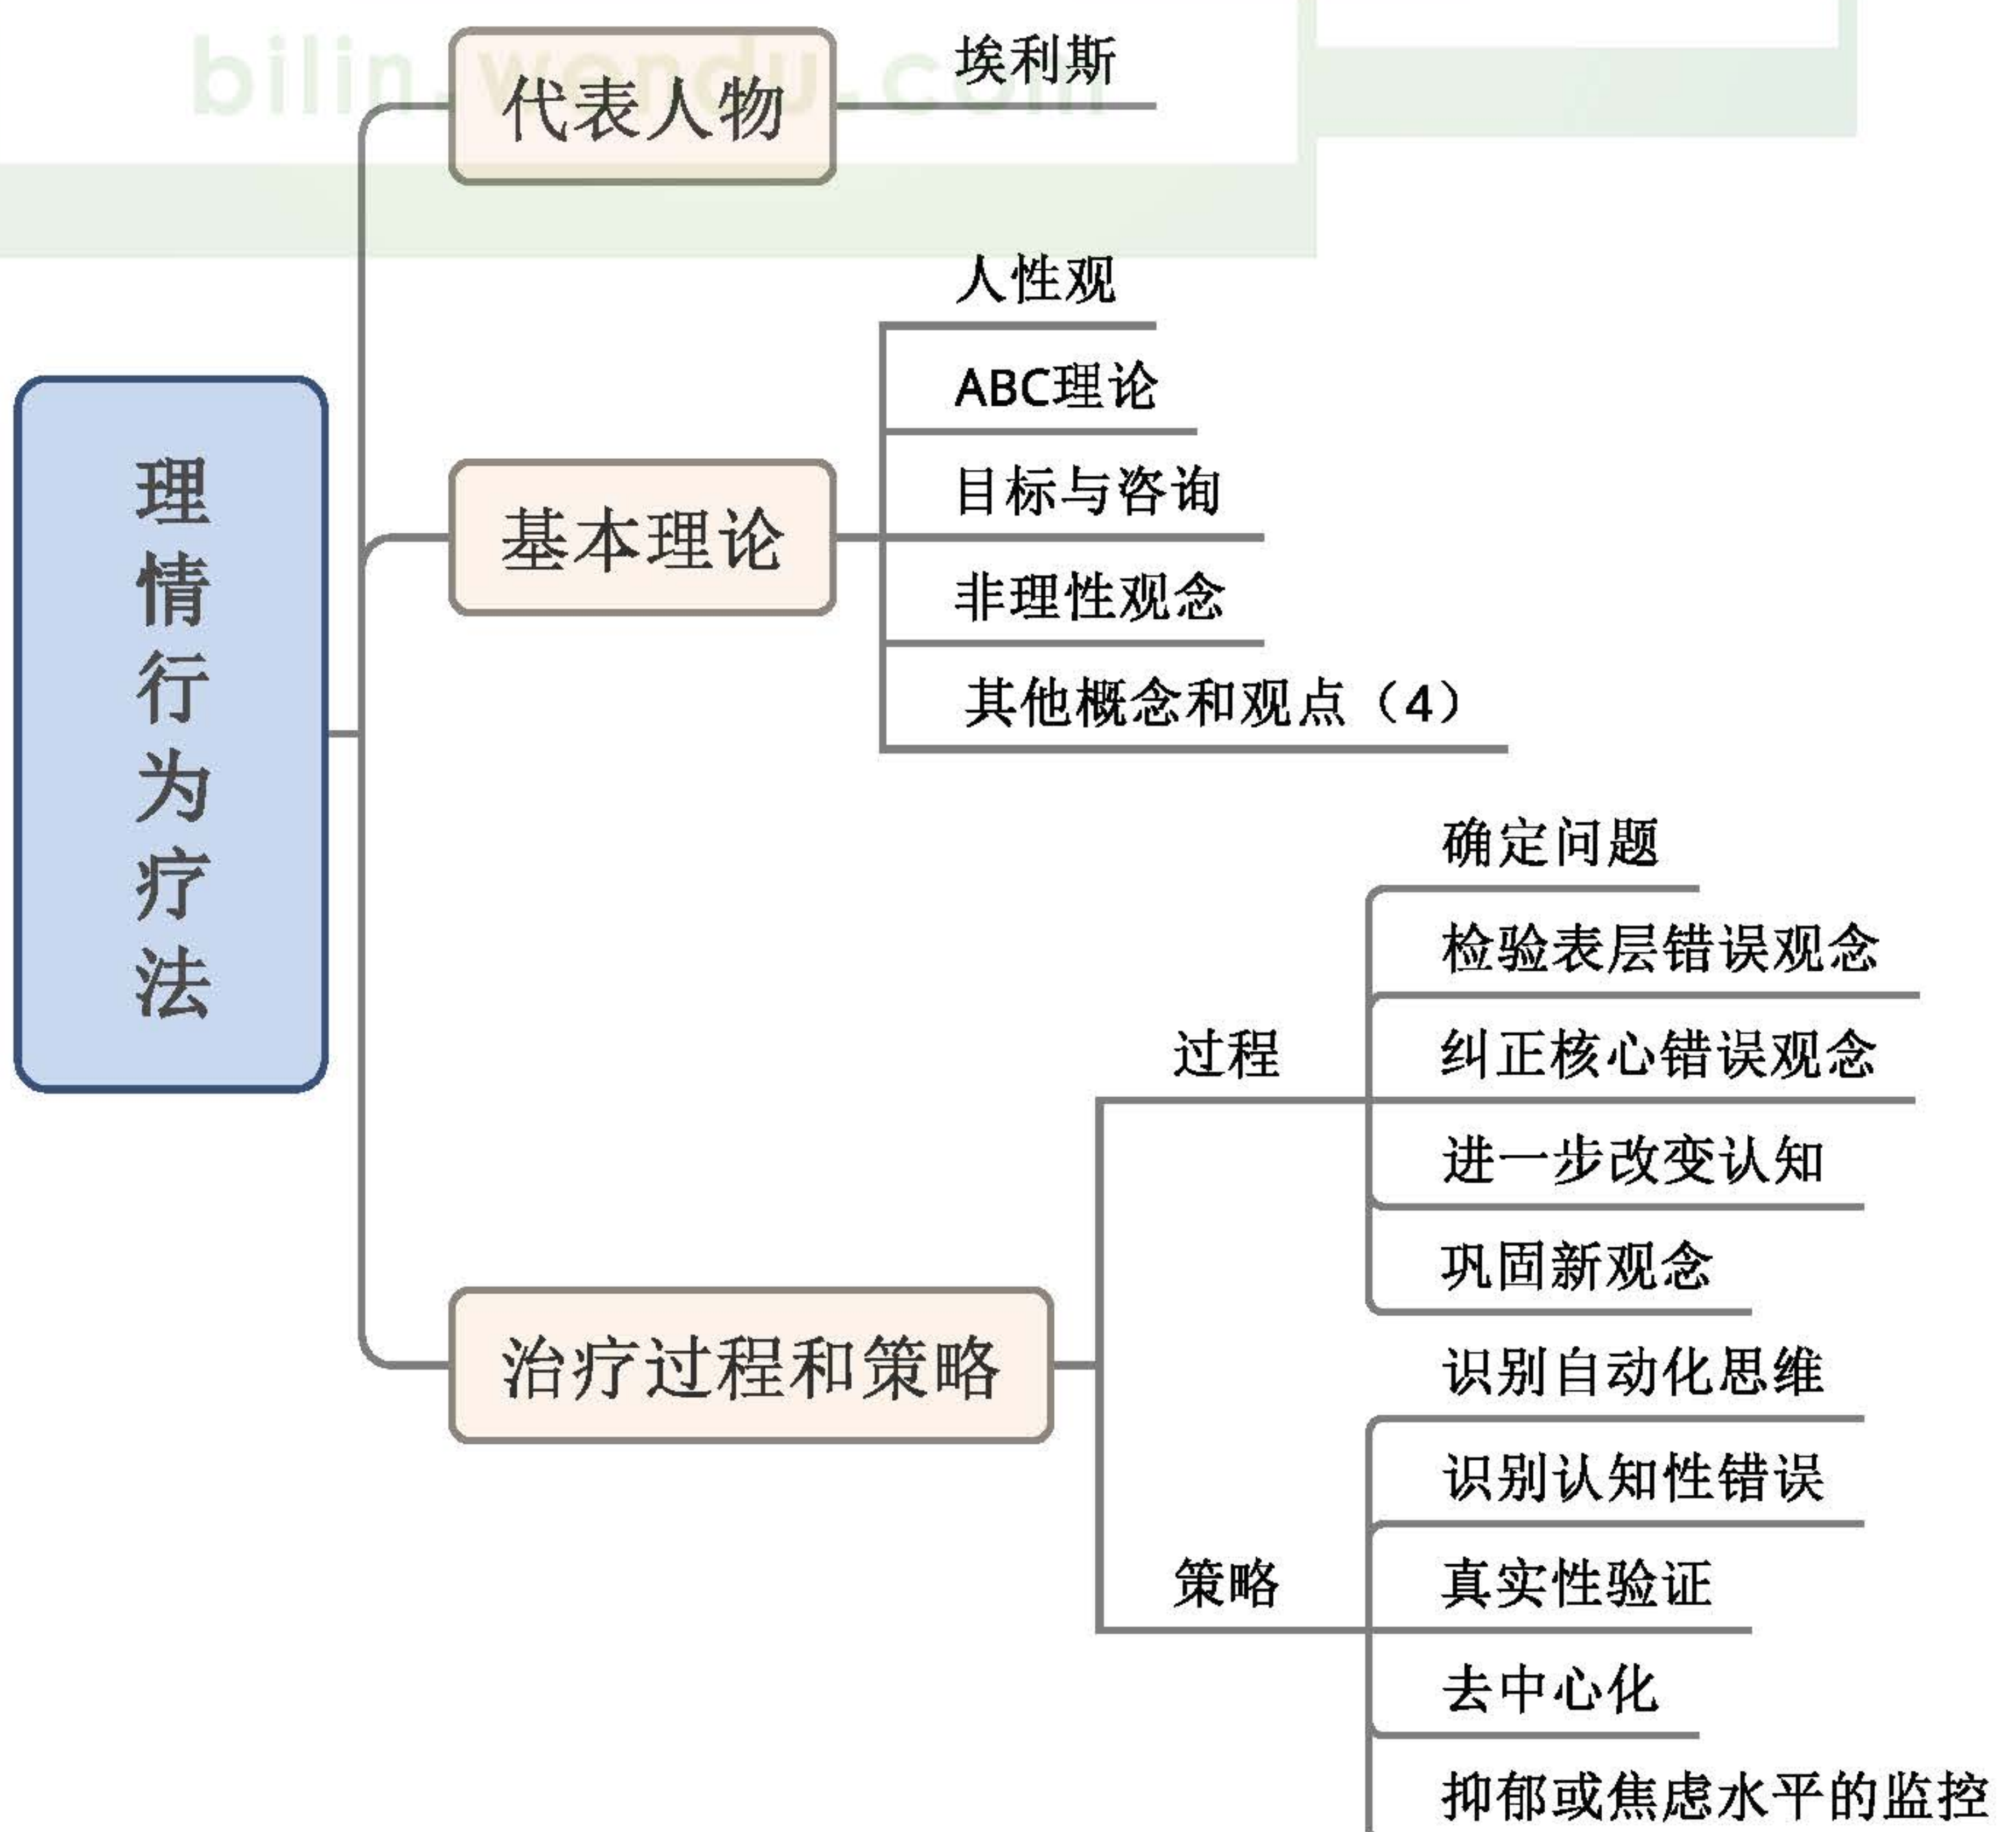 bilin.wendu.com
代表人物
埃利斯
理情行为疗法
基本理论
人性观
ABC理论
目标与咨询
非理性观念
其他概念和观点（4）
治疗过程和策略
过程
确定问题
检验表层错误观念
纠正核心错误观念
进一步改变认知
巩固新观念
策略
识别自动化思维
识别认知性错误
真实性验证
去中心化
抑郁或焦虑水平的监控